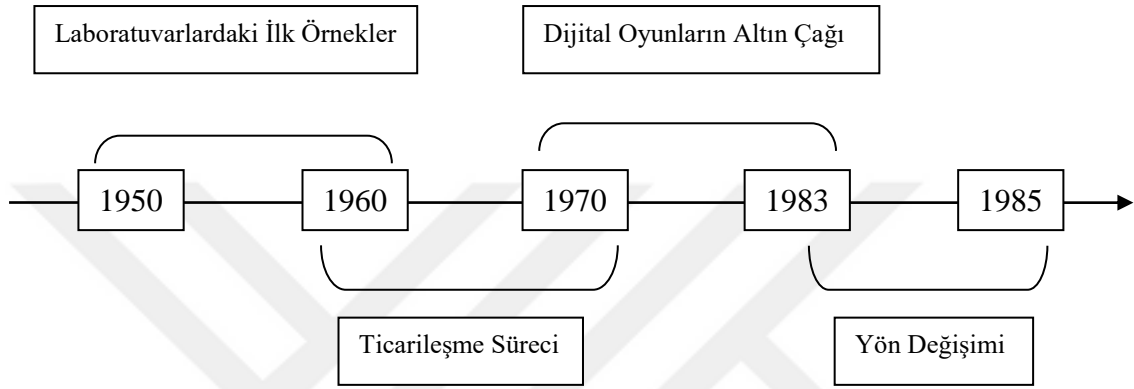 Laboratuvarlardaki İlk Örnekler
Dijital Oyunların Altın Çağı
1950
1960
1970
1983
1985
Ticarileşme Süreci
Yön Değişimi